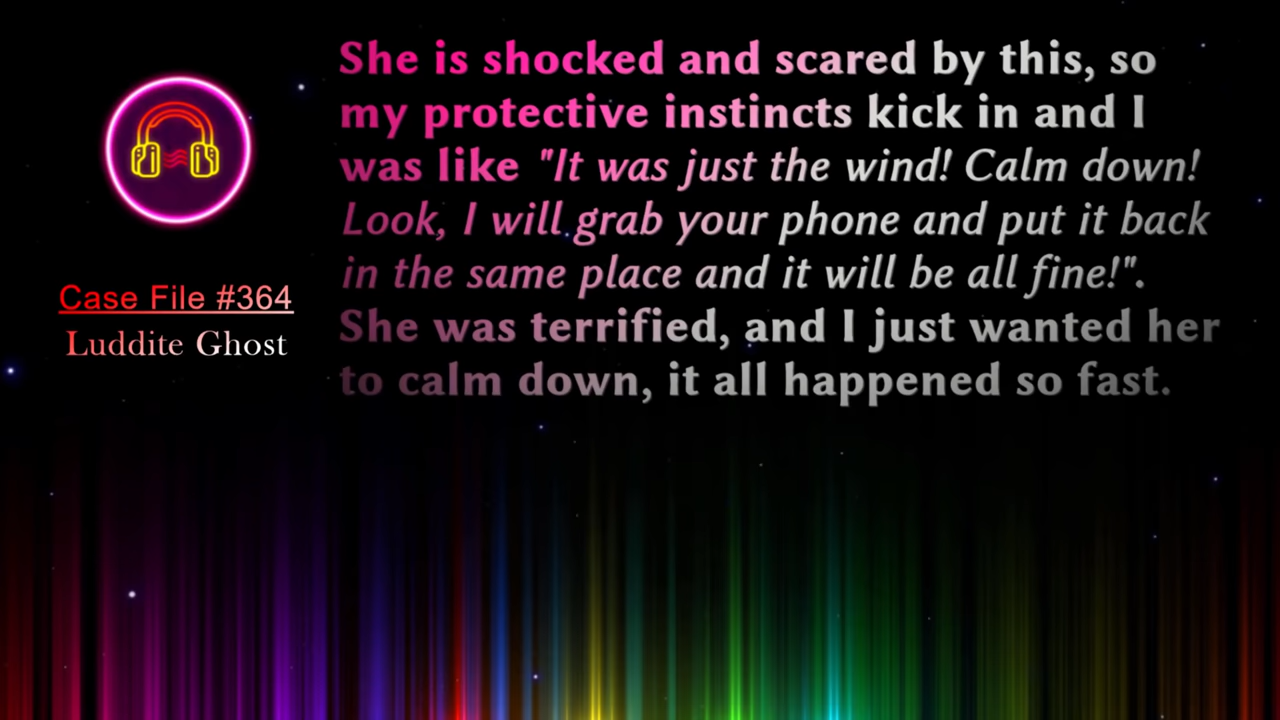 Case File #364
Luddite Ghost
She is shocked and scared by this, so
my protective instincts kick in and I
was like "It was just the wind! Calm down!
Look, I will grab your phone and put it back
in the same place and it will be all fine!".
She was terrified, and I just wanted her
to calm down, it all happened so fast.